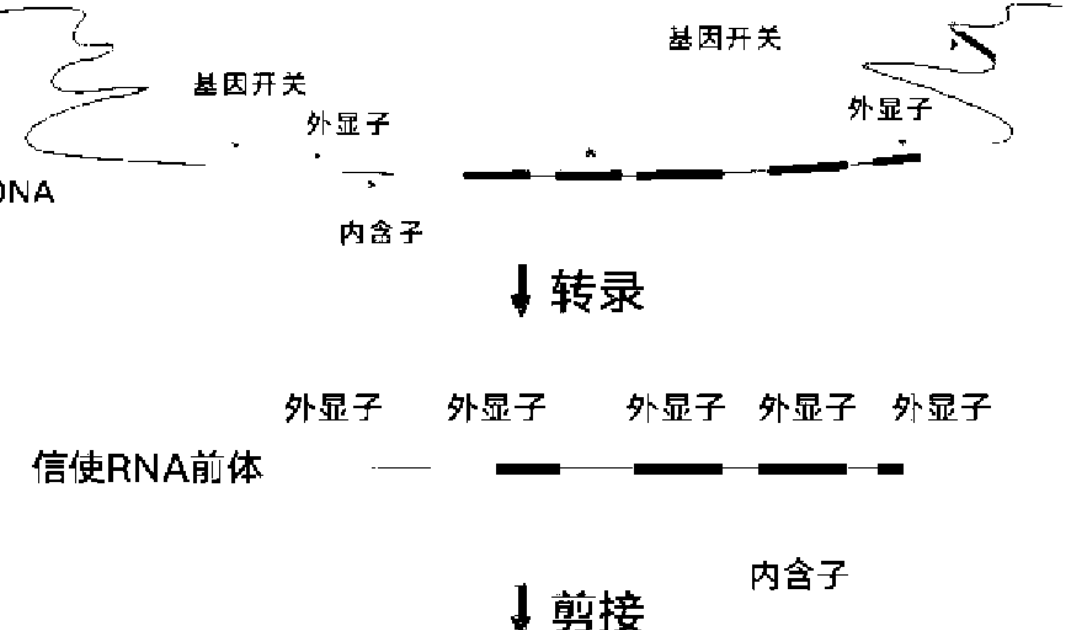 基因开关
基因开关
外显子
外显子
DNA
内含子
转录
外显子 外显子 外显子 外显子 外显子
信使RNA前体
内含子
剪接